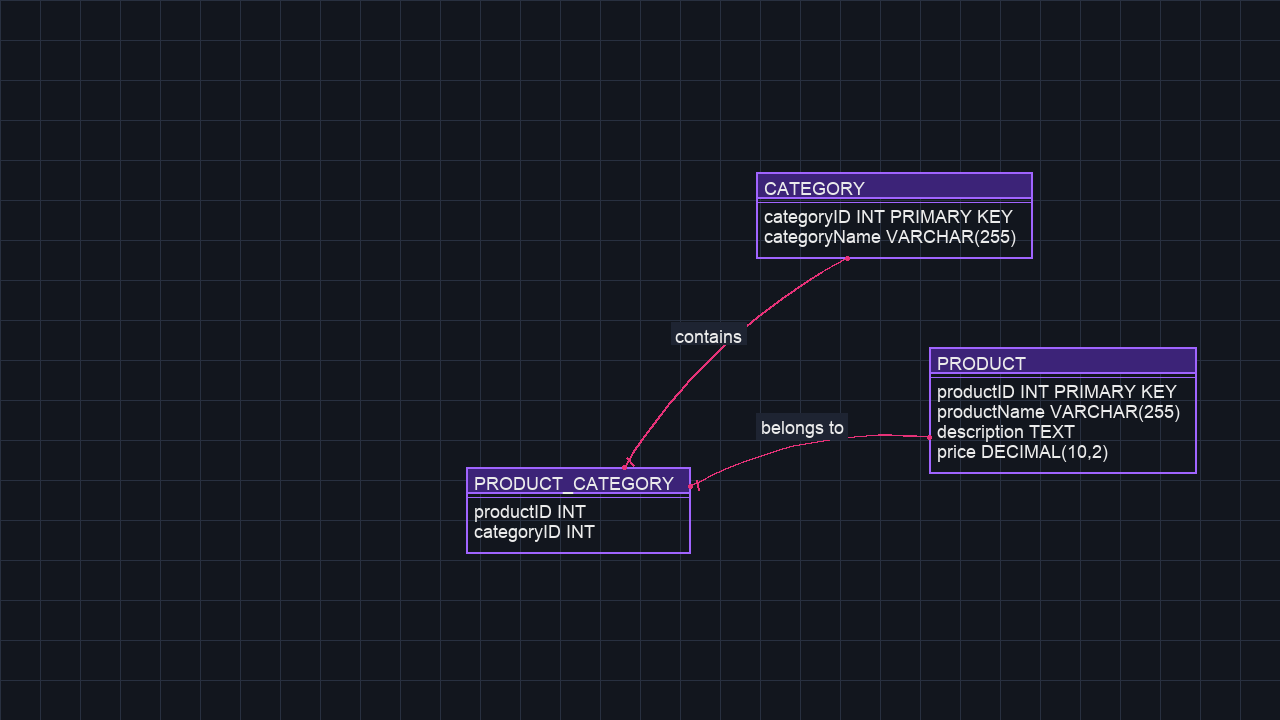 CATEGORY
categoryID INT PRIMARY KEY
categoryName VARCHAR(255)
contains
PRODUCT
productID INT PRIMARY KEY
productName VARCHAR(255)
description TEXT
price DECIMAL(10,2)
belongs to
PRODUCT_CATEGORY
productID INT
categoryID INT